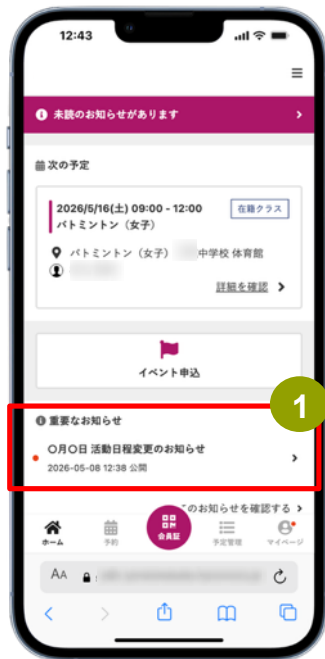 12:43
未読のお知らせがあります
次の予定
2026/5/16(土) 09:00 - 12:00
在籍クラス
バトミントン（女子）
バトミントン（女子）
中学校 体育館
詳細を確認
イベント申込
1
重要なお知らせ
〇月〇日 活動日程変更のお知らせ
2026-05-08 12:38 公開
のお知らせを確認する
ホーム
予約
会員証
予定管理
マイページ
AA